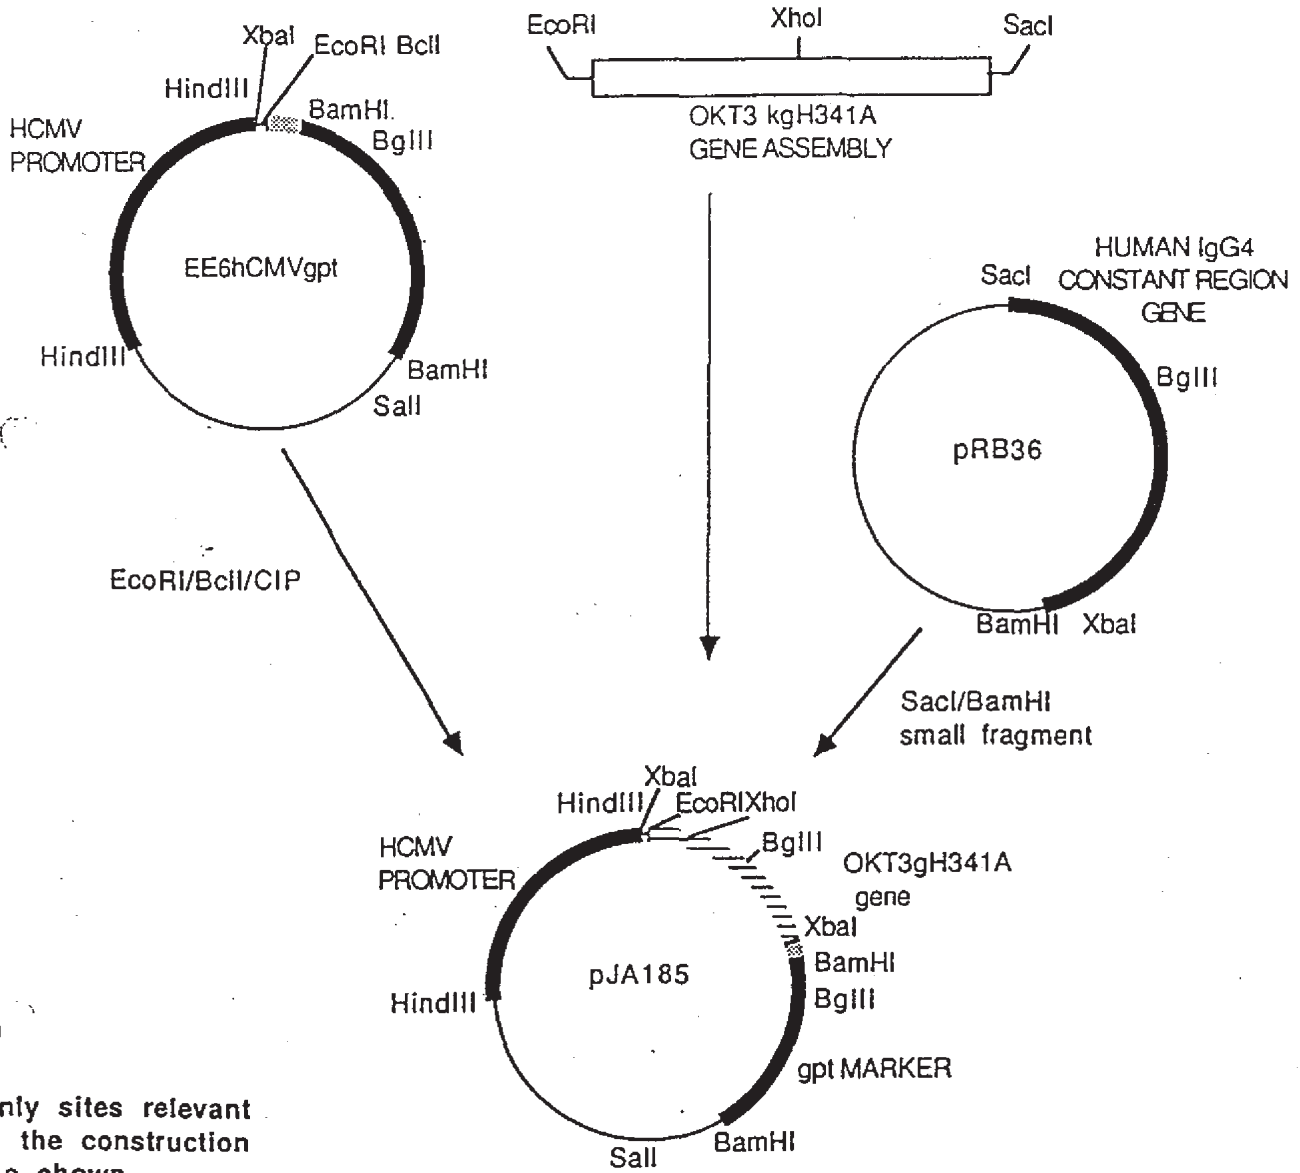 XbaI
EcoRI BclI
HindIII
BamHI.
BglII
HCMV
PROMOTER
EE6hCMVgpt
HindIII
BamHI
SalI
EcoRI
XhoI
SacI
OKT3 kgH341A
GENE ASSEMBLY
HUMAN IgG4
CONSTANT REGION
GENE
SacI
BglII
pRB36
BamHI XbaI
EcoRI/BclI/CIP
SacI/BamHI
small fragment
XbaI
HindIII
EcoRI XhoI
BglII
HCMV
PROMOTER
OKT3gH341A
gene
XbaI
BamHI
BglII
pJA185
HindIII
gpt MARKER
BamHI
SalI
nly sites relevant
the construction
shown